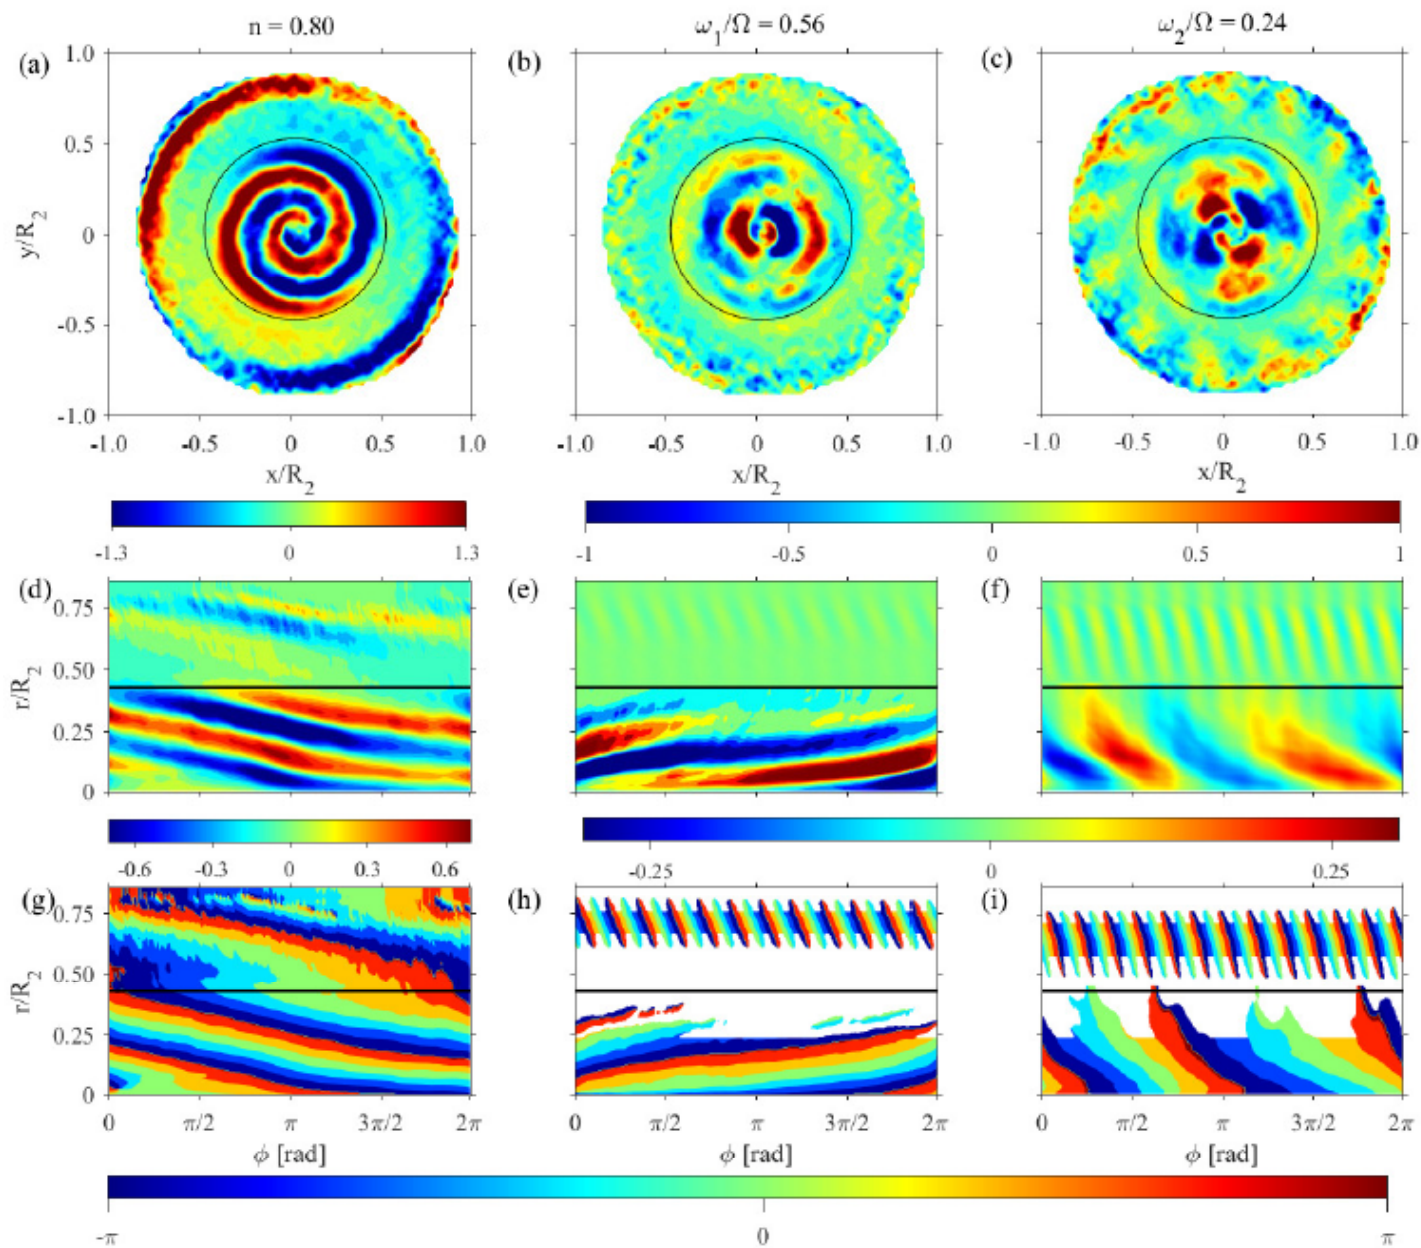 n = 0.80
ω1/Ω = 0.56
ω2/Ω = 0.24
(a) (b) (c)
1.0
0.5
0
-0.5
-1.0
y/R2
-1.0 -0.5 0 0.5 1.0 -1.0 -0.5 0 0.5 1.0 -1.0 -0.5 0 0.5 1.0
x/R2 x/R2 x/R2
-1.3 0 1.3 -1 -0.5 0 0.5 1
(d) (e) (f)
0.75
0.50
0.25
0
r/R2
-0.6 -0.3 0 0.3 0.6 -0.25 0 0.25
(g) (h) (i)
0.75
0.50
0.25
0
r/R2
0 π/2 π 3π/2 2π 0 π/2 π 3π/2 2π 0 π/2 π 3π/2 2π
ϕ [rad] ϕ [rad] ϕ [rad]
-π 0 π